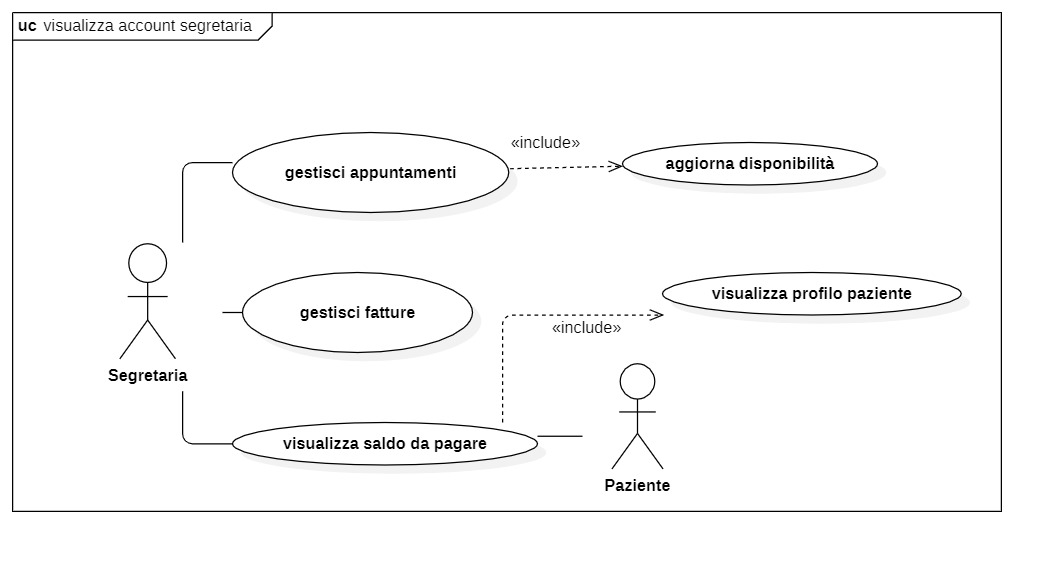 uc visualizza account segretaria
«include»
gestisci appuntamenti
aggiorna disponibilità
visualizza profilo paziente
gestisci fatture
«include»
Segretaria
visualizza saldo da pagare
Paziente